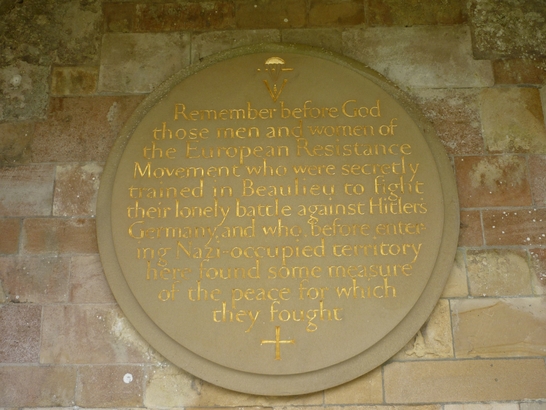 Remember before God
those men and women of
the European Resistance
Movement who were secretly
trained in Beaulieu to fight
their lonely battle against Hitler's
Germany and who, before enter-
ing Nazi-occupied territory
here found some measure
of the peace for which
they fought